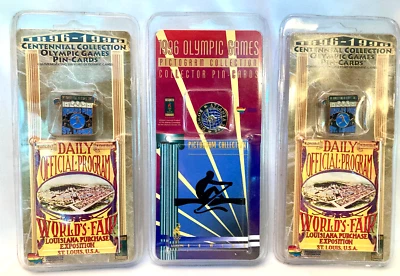 1896-1996
CENTENNIAL COLLECTION
OLYMPIC GAMES
PIN-CARDS
DAILY
OFFICIAL PROGRAM
WORLD'S FAIR
LOUISIANA PURCHASE
EXPOSITION
ST. LOUIS, U.S.A.
1996 OLYMPIC GAMES
PICTOGRAM COLLECTION
COLLECTOR PIN-CARDS
PICTOGRAM COLLECTION
1896-1996
CENTENNIAL COLLECTION
OLYMPIC GAMES
PIN-CARDS
DAILY
OFFICIAL PROGRAM
WORLD'S FAIR
LOUISIANA PURCHASE
EXPOSITION
ST. LOUIS, U.S.A.